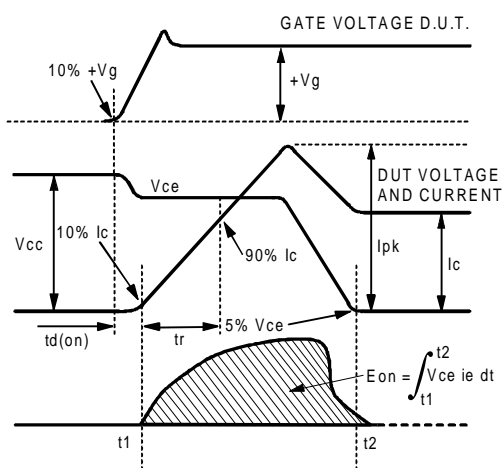 GATE VOLTAGE D.U.T.
10% +Vg
+Vg
DUT VOLTAGE
AND CURRENT
Vce
Vcc
10% Ic
90% Ic
Ipk
Ic
td(on)
tr
5% Vce
t2
Eon = ∫ Vce ie dt
t1
t1
t2